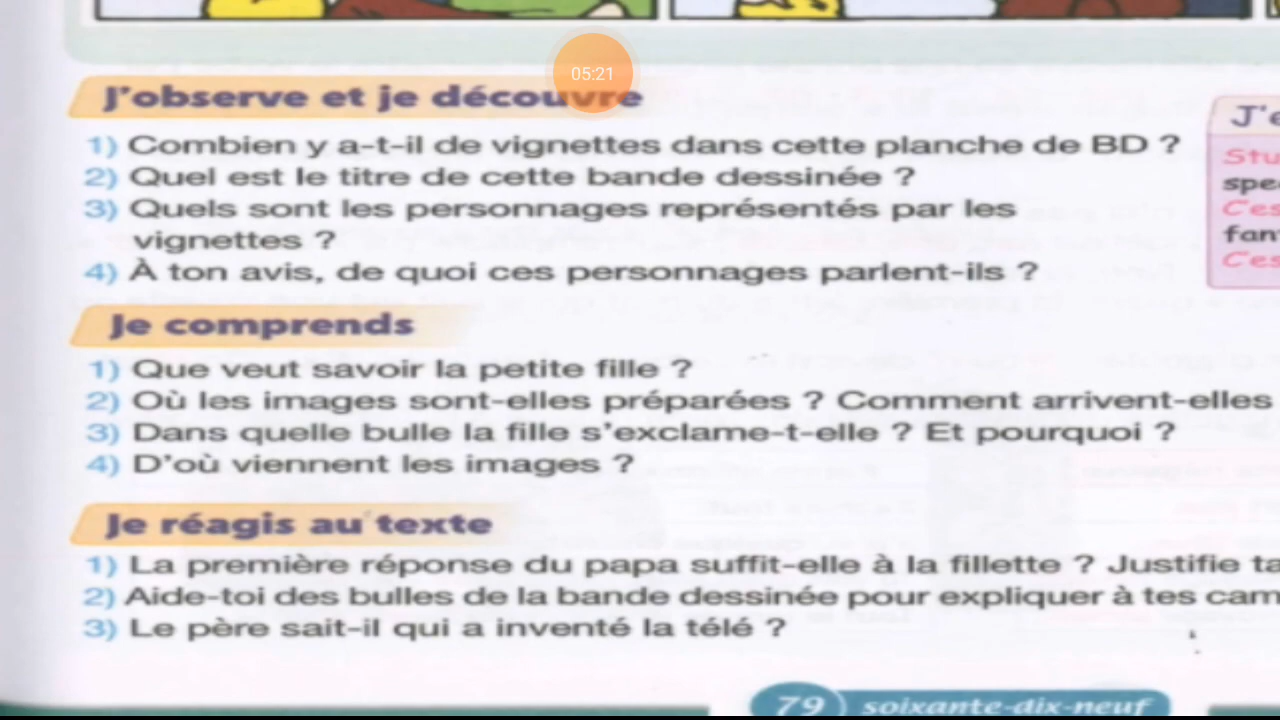 05:21
J'observe et je découvre
1) Combien y a-t-il de vignettes dans cette planche de BD ?
2) Quel est le titre de cette bande dessinée ?
3) Quels sont les personnages représentés par les
vignettes ?
4) À ton avis, de quoi ces personnages parlent-ils ?
Je comprends
1) Que veut savoir la petite fille ?
2) Où les images sont-elles préparées ? Comment arrivent-elles
3) Dans quelle bulle la fille s'exclame-t-elle ? Et pourquoi ?
4) D'où viennent les images ?
Je réagis au texte
1) La première réponse du papa suffit-elle à la fillette ? Justifie
2) Aide-toi des bulles de la bande dessinée pour expliquer à tes
3) Le père sait-il qui a inventé la télé ?
79 soixante-dix-neuf